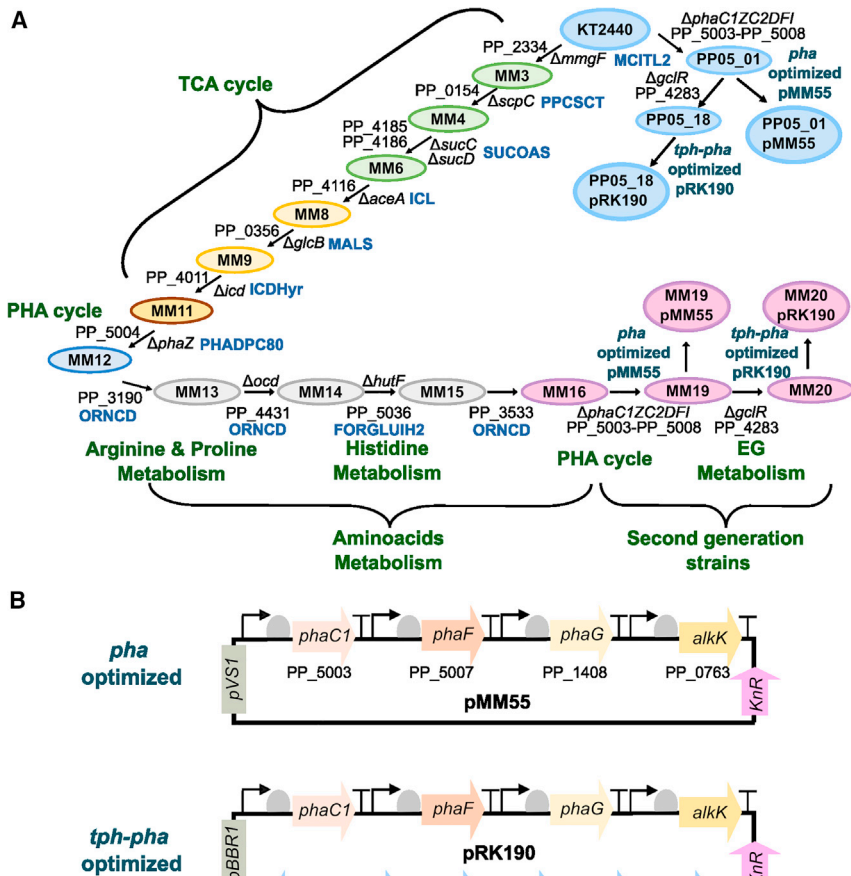 A
KT2440
ΔphaC1ZC2DFI
PP_5003-PP_5008
PP_2334
ΔmmgF MCITL2
PP05_01
pha
optimized
pMM55
TCA cycle
MM3
ΔgclR
PP_4283
PP_0154
ΔscpC PPCSCT
MM4
PP05_18
PP05_01
pMM55
PP_4185
PP_4186
ΔsucC
ΔsucD
SUCOAS
tph-pha
optimized
pRK190
MM6
PP05_18
pRK190
PP_4116
ΔaceA ICL
MM8
PP_0356
ΔglcB MALS
MM9
PP_4011
Δicd ICDHyr
PHA cycle
MM11
MM19
pMM55
MM20
pRK190
PP_5004
ΔphaZ PHADPC80
pha
optimized
pMM55
tph-pha
optimized
pRK190
MM12
MM13
Δocd
MM14
ΔhutF
MM15
MM16
MM19
MM20
PP_3190
ORNCD
PP_4431
ORNCD
PP_5036
FORGLUIH2
PP_3533
ORNCD
ΔphaC1ZC2DFI
PP_5003-PP_5008
ΔgclR
PP_4283
Arginine & Proline
Metabolism
Histidine
Metabolism
PHA cycle
EG
Metabolism
Aminoacids
Metabolism
Second generation
strains
B
pha
optimized
pVS1
phaC1
phaF
phaG
alkK
PP_5003
PP_5007
PP_1408
PP_0763
KnR
pMM55
tph-pha
optimized
pBBR1
phaC1
phaF
phaG
alkK
KnR
pRK190